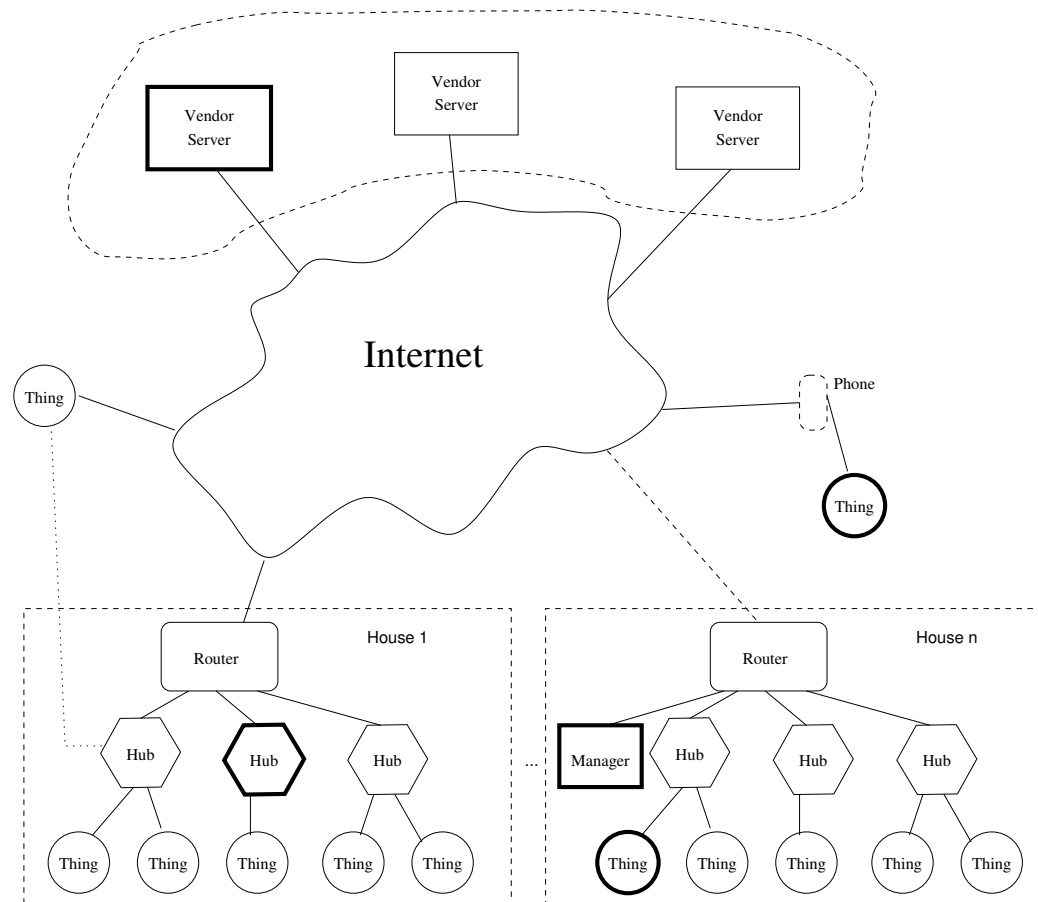 Vendor
Server
Vendor
Server
Vendor
Server
Internet
Thing
Phone
Thing
House 1
House n
Router
Router
Hub
Hub
Hub
...
Manager
Hub
Hub
Hub
Thing
Thing
Thing
Thing
Thing
Thing
Thing
Thing
Thing
Thing